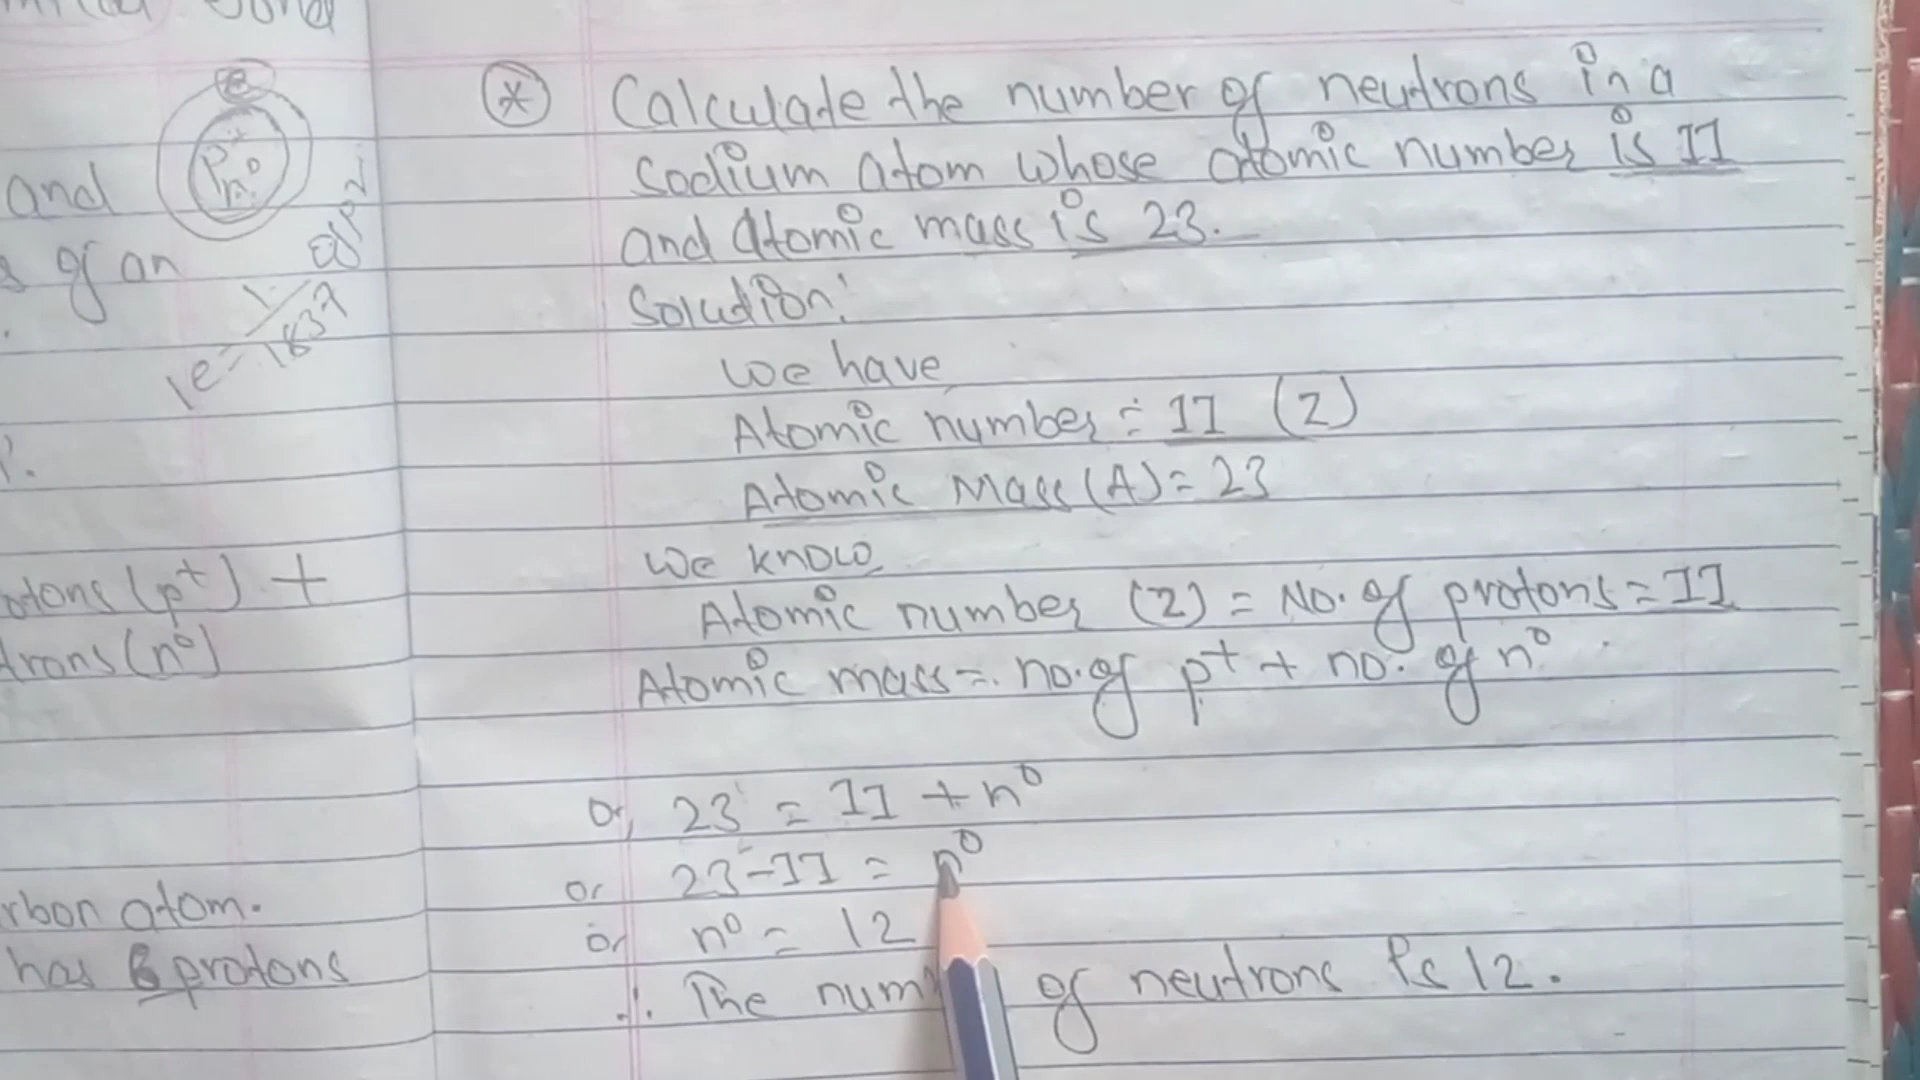 and
of an
1e = 1/1837
otons (p⁺) +
trons (n⁰)
rbon atom.
has 6 protons
* Calculate the number of neutrons in a
sodium atom whose atomic number is 11
and Atomic mass is 23.
Solution:
We have
Atomic number = 11 (Z)
Atomic Mass (A) = 23
We know
Atomic number (Z) = No. of protons = 11
Atomic mass = no. of p⁺ + no. of n⁰
Or, 23 = 11 + n⁰
or 23-11 = n⁰
or n⁰ = 12
∴ The num of neutrons is 12.